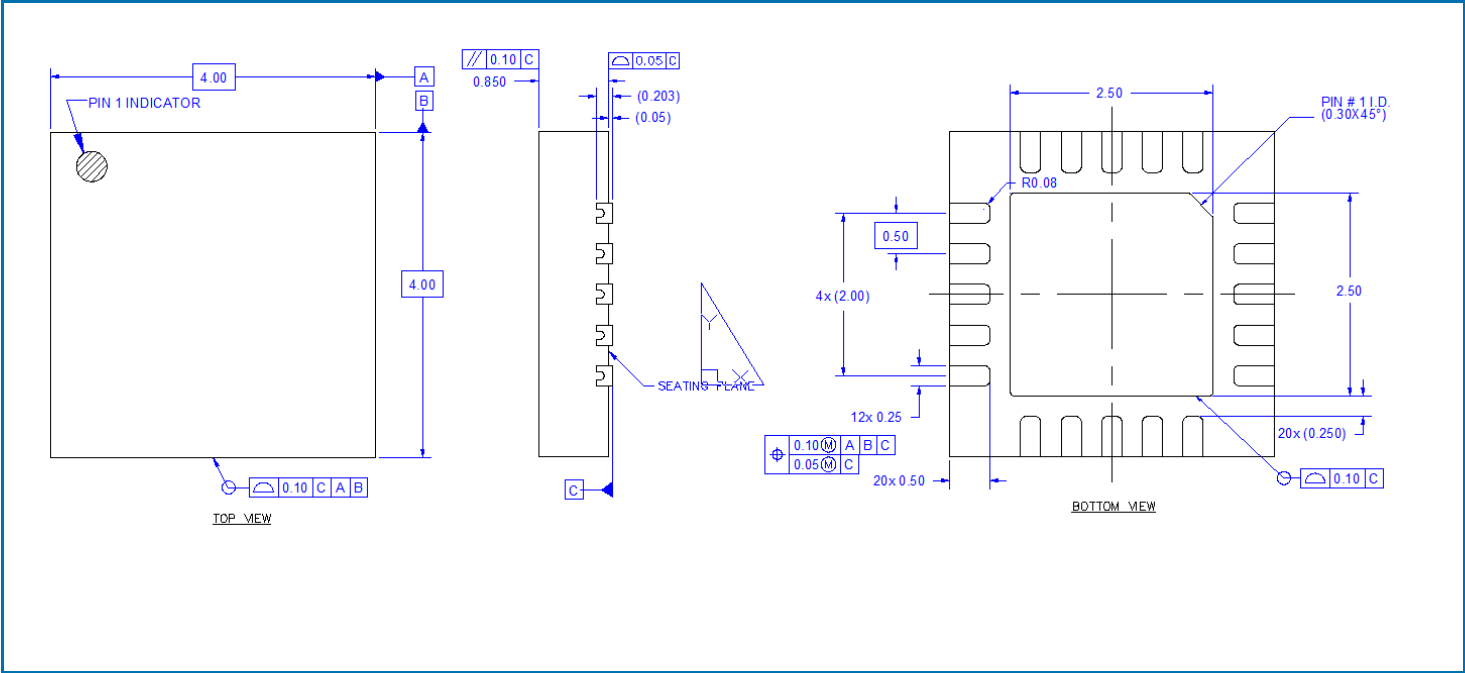 4.00
A
B
PIN 1 INDICATOR
4.00
0.10 C A B
TOP VIEW
// 0.10 C
0.05 C
0.850
(0.203)
(0.05)
Y
X
SEATING PLANE
C
2.50
PIN # 1 I.D.
(0.30X45°)
R0.08
0.50
4x (2.00)
2.50
12x 0.25
0.10 Ⓜ A B C
0.05 Ⓜ C
20x 0.50
20x (0.250)
0.10 C
BOTTOM VIEW